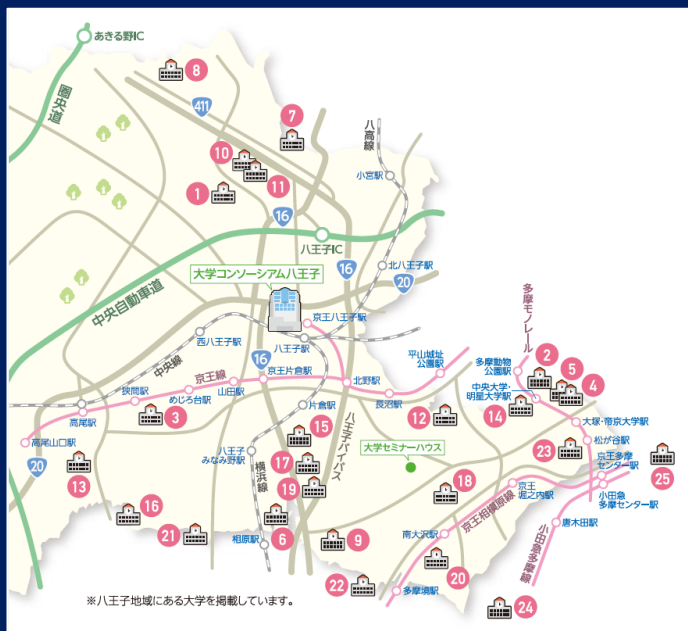 あきる野IC
圏央道
8
411
7
八高線
10
小宮駅
11
1
16
八王子IC
大学コンソーシアム八王子
16
北八王子駅
20
中央自動車道
京王八王子駅
多摩モノレール
西八王子駅
八王子駅
平山城址
公園駅
多摩動物
公園駅
2
5
4
中央線
16
京王片倉駅
京王線
山田駅
北野駅
中央大学・
明星大学駅
狭間駅
めじろ台駅
長沼駅
14
高尾駅
3
片倉駅
12
大塚・帝京大学駅
高尾山口駅
15
八王子バイパス
大学セミナーハウス
23
松が谷駅
八王子
みなみ野駅
京王多摩
センター駅
20
13
17
横浜線
19
18
京王
堀之内駅
25
小田急
多摩センター駅
16
21
相原駅
6
9
南大沢駅
京王相模原線
唐木田駅
小田急多摩線
22
20
多摩境駅
24
※八王子地域にある大学を掲載しています。